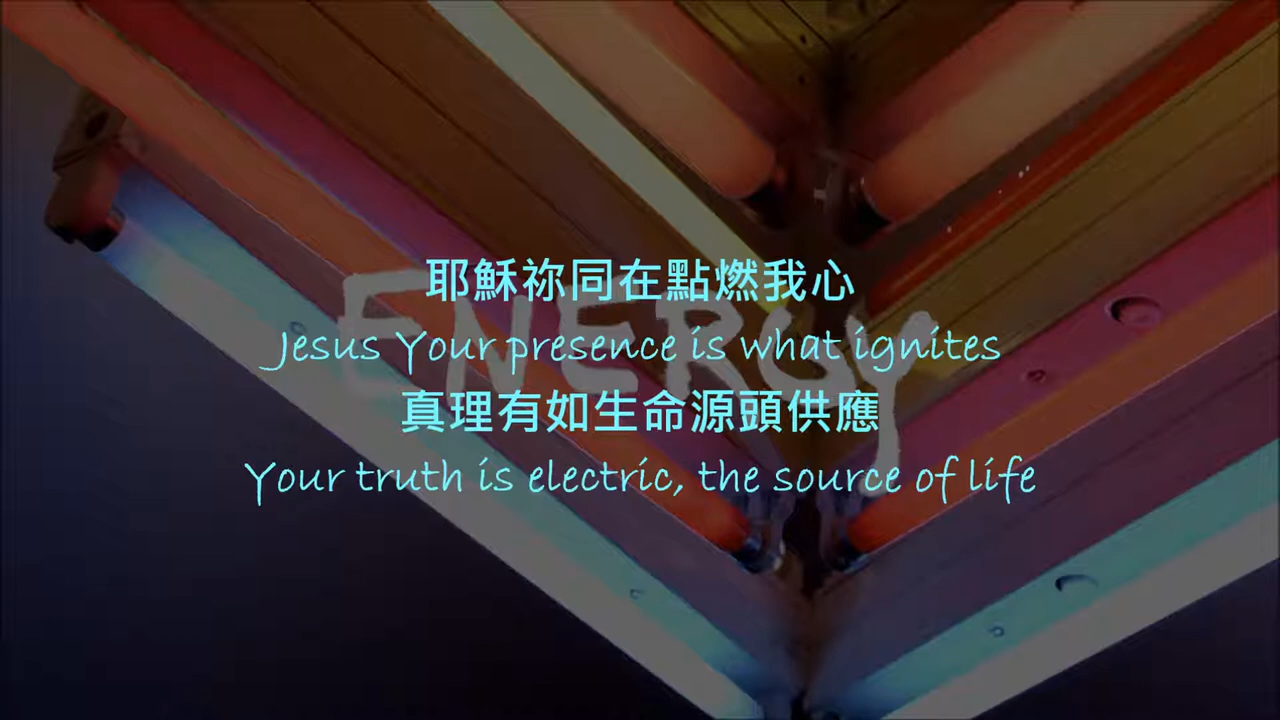 ENERGY
耶穌祢同在點燃我心
Jesus Your presence is what ignites
真理有如生命源頭供應
Your truth is electric, the source of life